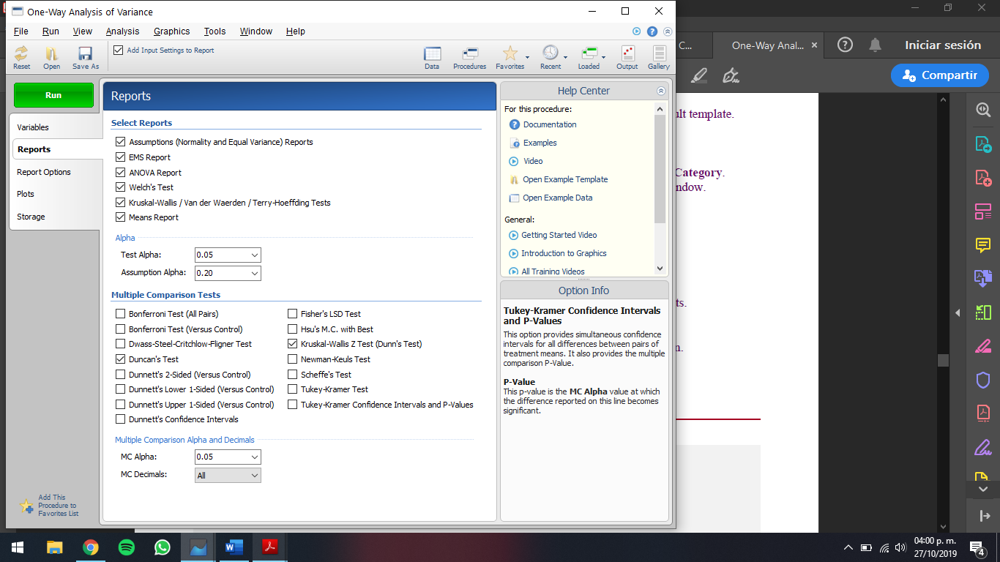 One-Way Analysis of Variance
File Run View Analysis Graphics Tools Window Help
Reset Open Save As Add Input Settings to Report Data Procedures Favorites Recent Loaded Output Gallery
C... One-Way Anal... × Iniciar sesión
Compartir
Run
Variables
Reports
Report Options
Plots
Storage
Add This
Procedure to
Favorites List
Reports
Select Reports
Assumptions (Normality and Equal Variance) Reports
EMS Report
ANOVA Report
Welch's Test
Kruskal-Wallis / Van der Waerden / Terry-Hoeffding Tests
Means Report
Alpha
Test Alpha: 0.05
Assumption Alpha: 0.20
Multiple Comparison Tests
Bonferroni Test (All Pairs)
Bonferroni Test (Versus Control)
Dwass-Steel-Critchlow-Fligner Test
Duncan's Test
Dunnett's 2-Sided (Versus Control)
Dunnett's Lower 1-Sided (Versus Control)
Dunnett's Upper 1-Sided (Versus Control)
Dunnett's Confidence Intervals
Fisher's LSD Test
Hsu's M.C. with Best
Kruskal-Wallis Z Test (Dunn's Test)
Newman-Keuls Test
Scheffe's Test
Tukey-Kramer Test
Tukey-Kramer Confidence Intervals and P-Values
Multiple Comparison Alpha and Decimals
MC Alpha: 0.05
MC Decimals: All
Help Center
For this procedure:
Documentation
Examples
Video
Open Example Template
Open Example Data
General:
Getting Started Video
Introduction to Graphics
All Training Videos
Option Info
Tukey-Kramer Confidence Intervals
and P-Values
This option provides simultaneous confidence
intervals for all differences between pairs of
treatment means. It also provides the multiple
comparison P-Value.
P-Value
This p-value is the MC Alpha value at which
the difference reported on this line becomes
significant.
ult template.
Category.
ndow.
ts.
n.
04:00 p. m.
27/10/2019
4